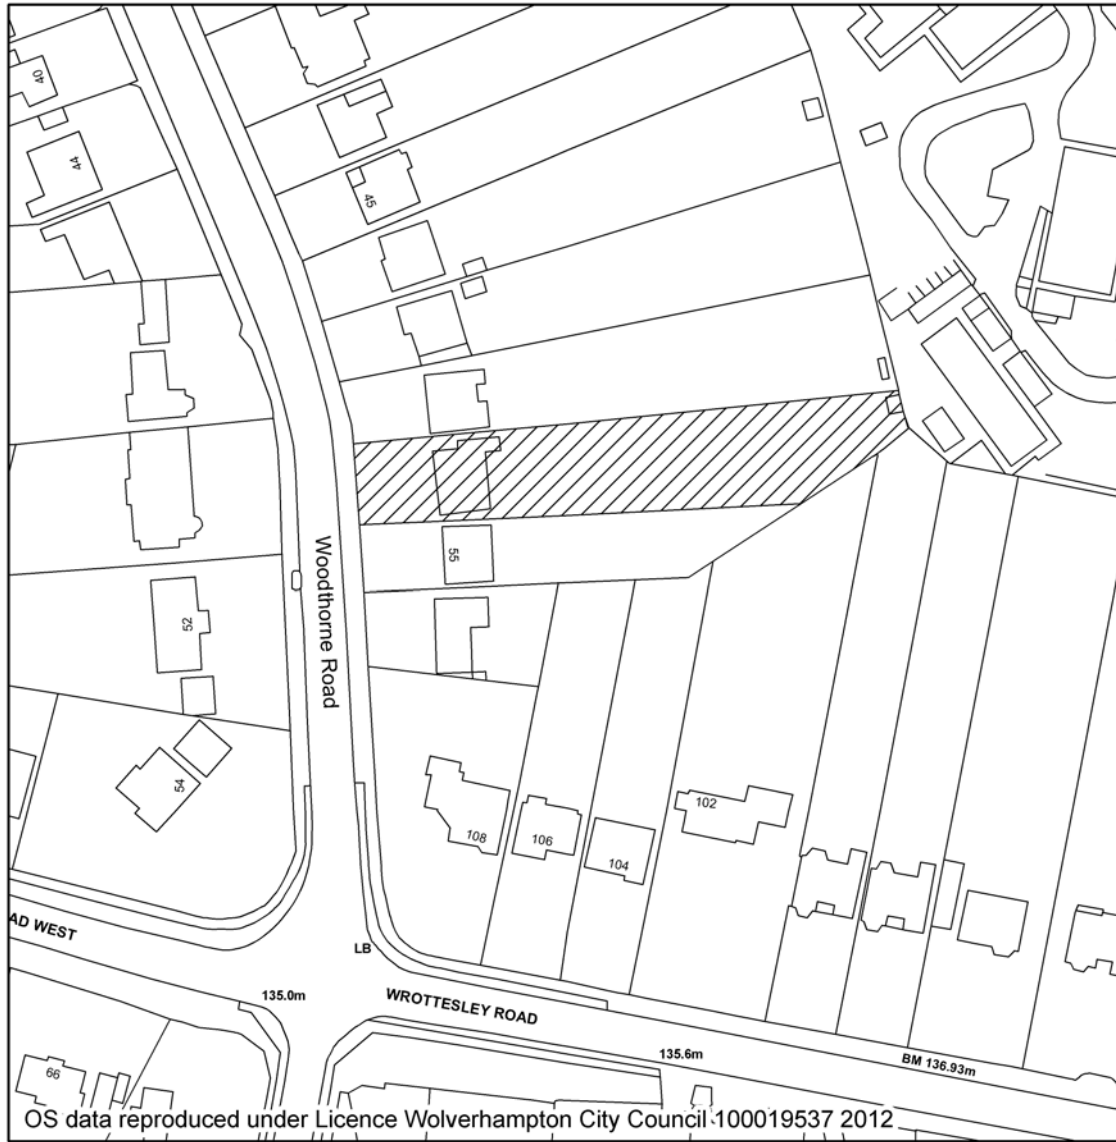 40
44
45
55
Woodthorne Road
52
54
102
108
106
104
AD WEST
LB
135.0m
WROTTESLEY ROAD
135.6m
BM 136.93m
66
OS data reproduced under Licence Wolverhampton City Council 100019537 2012